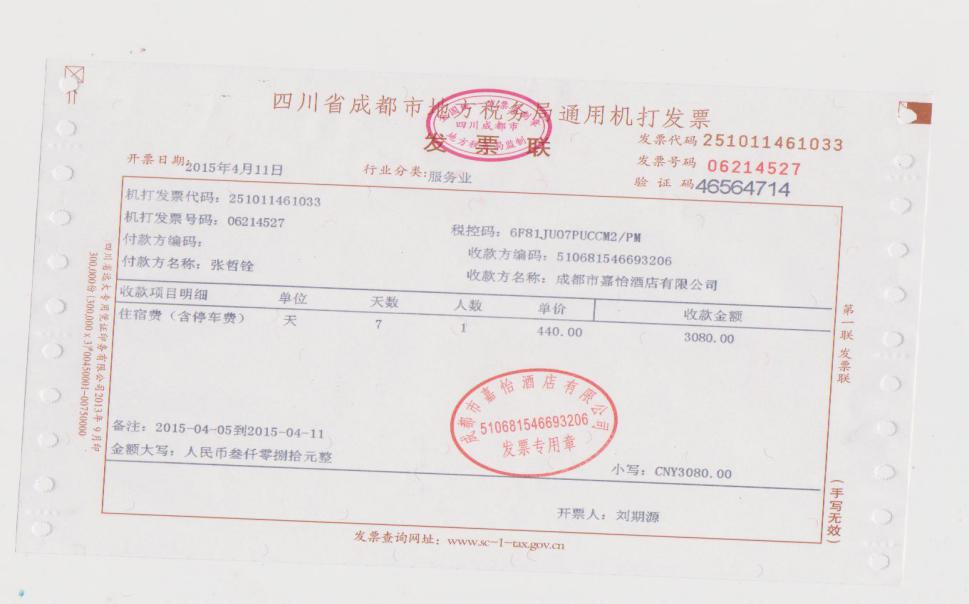 四川省成都市地方税务局通用机打发票
发票联
四川成都市
地方税务局监制
发票代码 251011461033
发票号码 06214527
验证码 46564714
开票日期: 2015年4月11日
行业分类: 服务业
机打发票代码: 251011461033
机打发票号码: 06214527
税控码: 6F81JU07PUCCM2/PM
付款方编码:
收款方编码: 510681546693206
付款方名称: 张哲铨
收款方名称: 成都市嘉怡酒店有限公司
收款项目明细 单位 天数 人数 单价 收款金额
住宿费（含停车费） 天 7 1 440.00 3080.00
备注: 2015-04-05到2015-04-11
金额大写: 人民币叁仟零捌拾元整
小写: CNY3080.00
成都市嘉怡酒店有限公司
510681546693206
发票专用章
开票人: 刘期源
发票查询网址: www.sc-1-tax.gov.cn
第一联 发票联
(手写无效)
四川省远大专用凭证印务有限公司2013年9月印
300,000份(300,000×3)*00450001-00750000